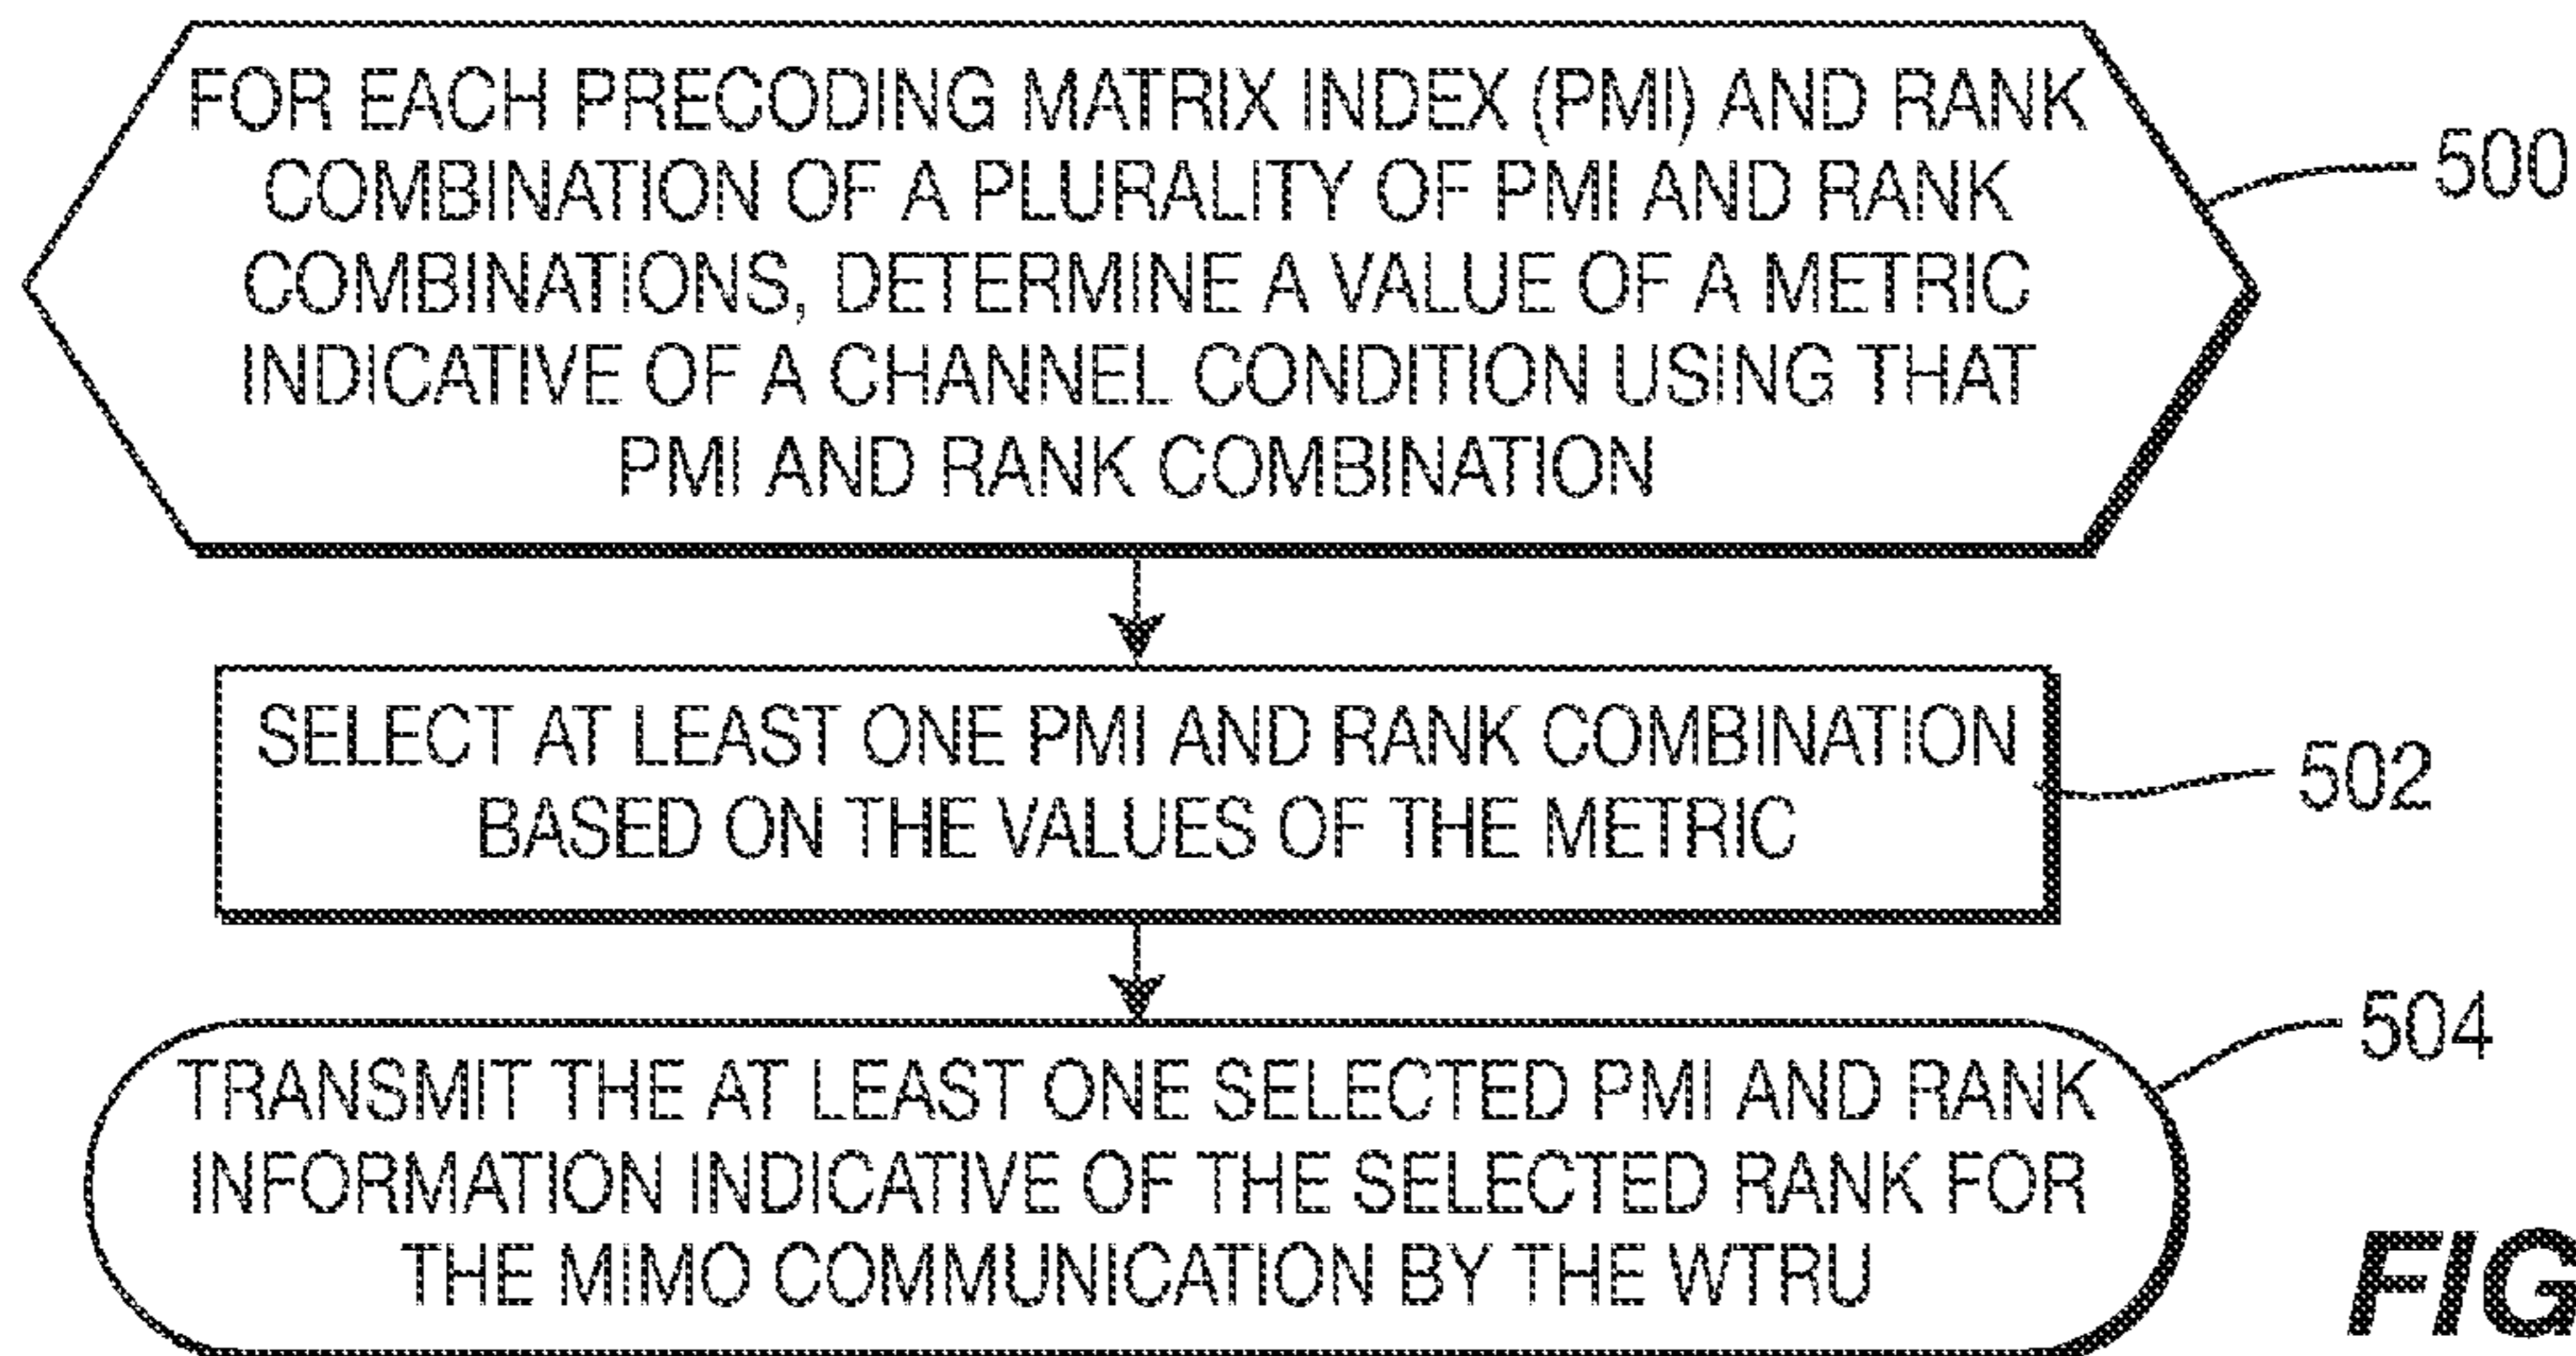 FOR EACH PRECODING MATRIX INDEX (PMI) AND RANK
COMBINATION OF A PLURALITY OF PMI AND RANK
COMBINATIONS, DETERMINE A VALUE OF A METRIC
INDICATIVE OF A CHANNEL CONDITION USING THAT
PMI AND RANK COMBINATION
500
SELECT AT LEAST ONE PMI AND RANK COMBINATION
BASED ON THE VALUES OF THE METRIC
502
TRANSMIT THE AT LEAST ONE SELECTED PMI AND RANK
INFORMATION INDICATIVE OF THE SELECTED RANK FOR
THE MIMO COMMUNICATION BY THE WTRU
504
FIG